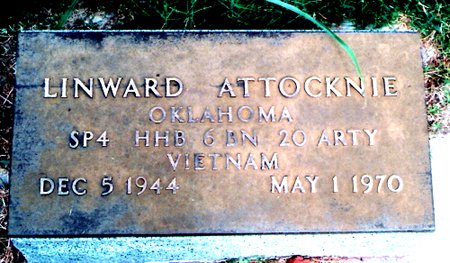 LINWARD ATTOCKNIE
OKLAHOMA
SP4 HHB 6 BN 20 ARTY
VIETNAM
DEC 5 1944 MAY 1 1970